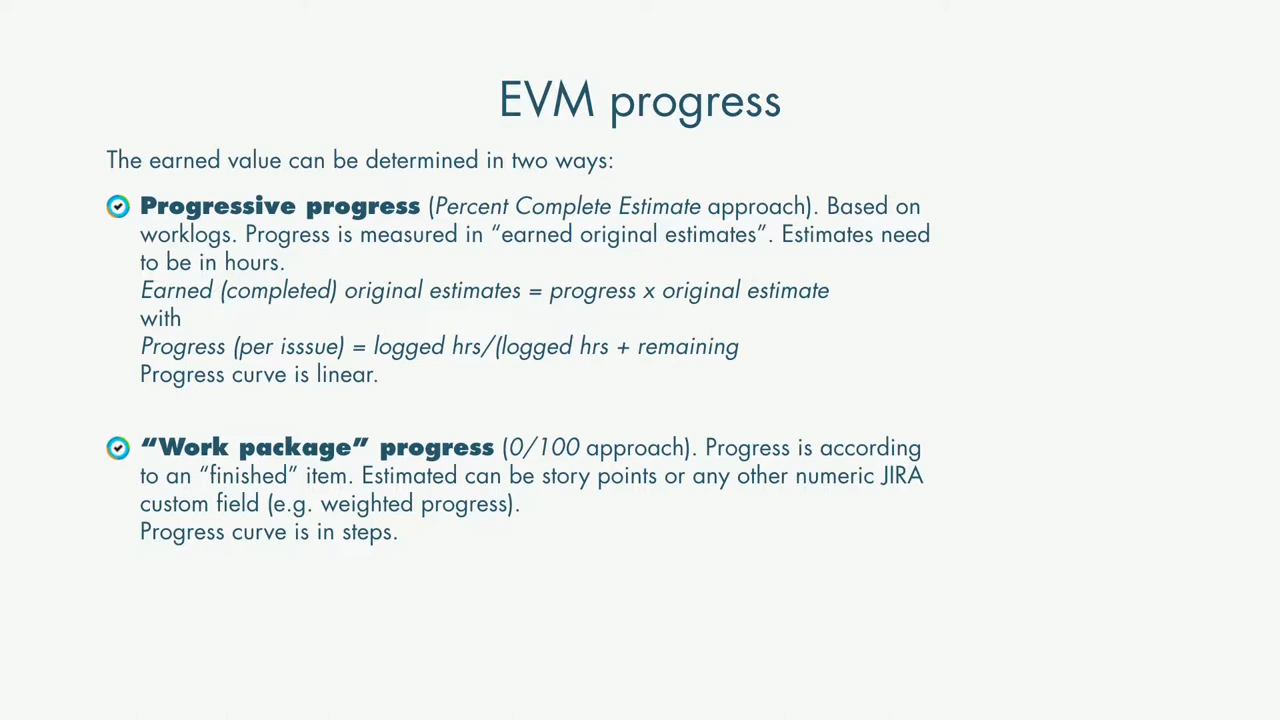 EVM progress
The earned value can be determined in two ways:
Progressive progress (Percent Complete Estimate approach). Based on
worklogs. Progress is measured in “earned original estimates”. Estimates need
to be in hours.
Earned (completed) original estimates = progress x original estimate
with
Progress (per isssue) = logged hrs/(logged hrs + remaining
Progress curve is linear.
“Work package” progress (0/100 approach). Progress is according
to an “finished” item. Estimated can be story points or any other numeric JIRA
custom field (e.g. weighted progress).
Progress curve is in steps.